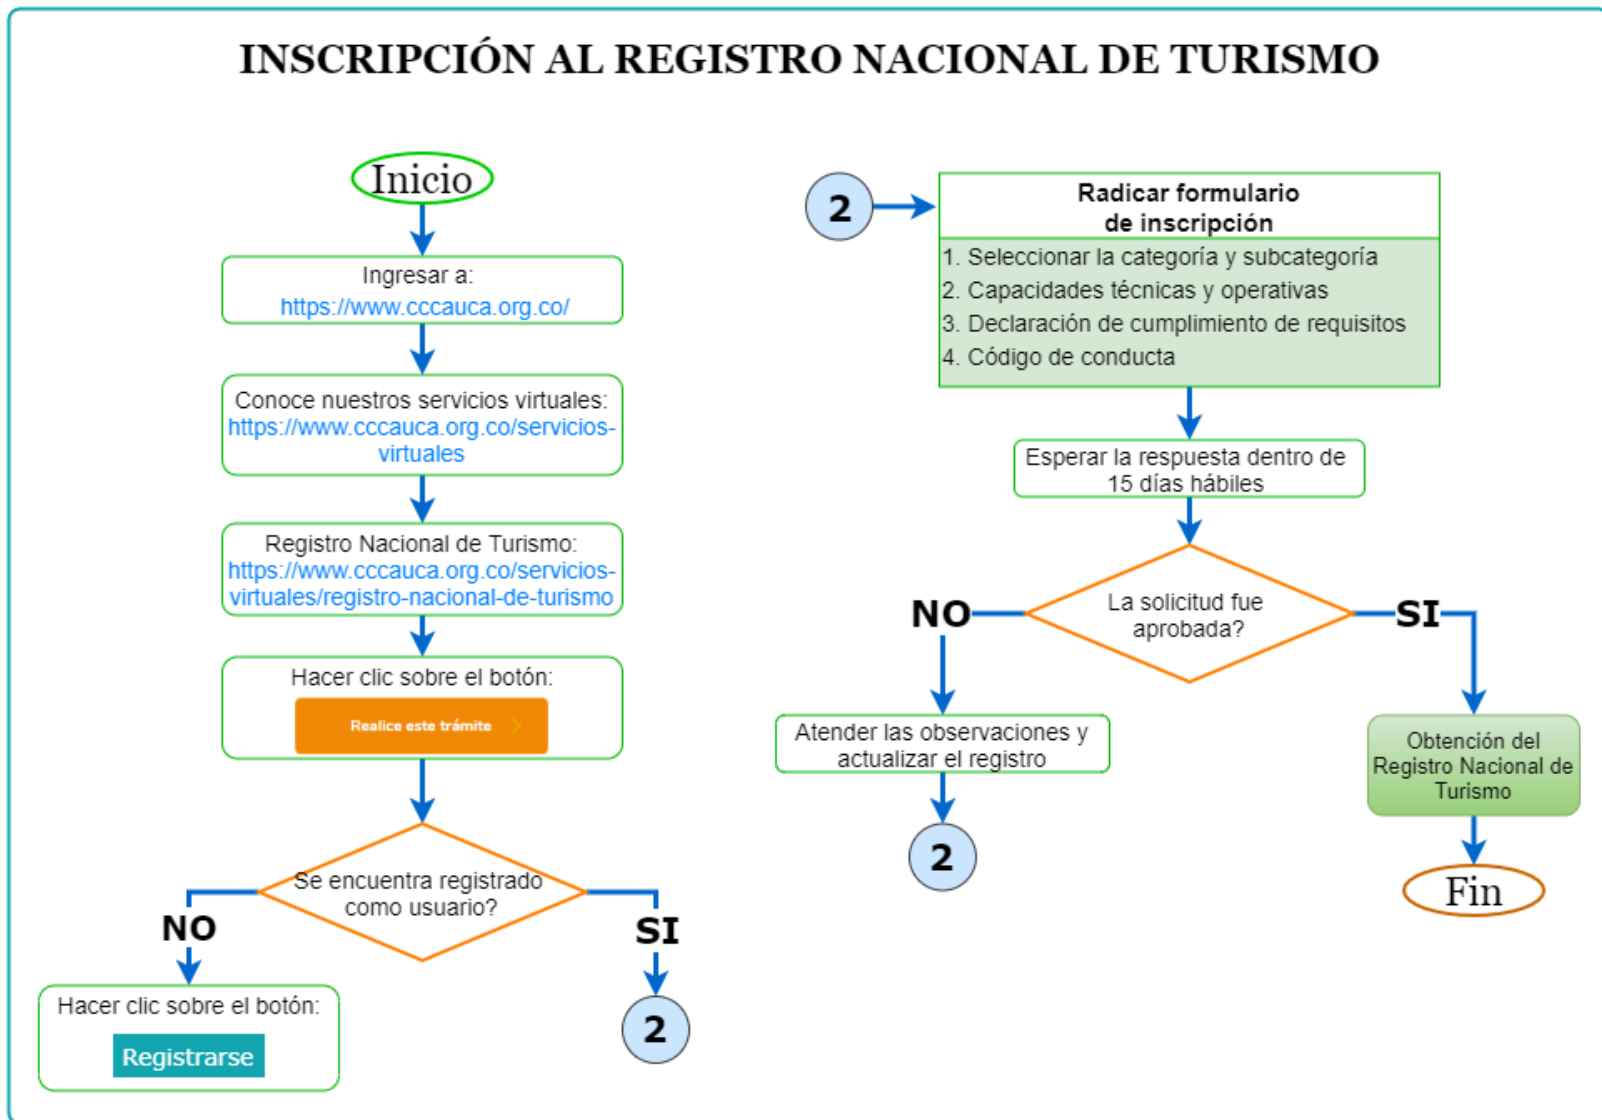 INSCRIPCIÓN AL REGISTRO NACIONAL DE TURISMO
Inicio
Ingresar a:
https://www.cccauca.org.co/
Conoce nuestros servicios virtuales:
https://www.cccauca.org.co/servicios-
virtuales
Registro Nacional de Turismo:
https://www.cccauca.org.co/servicios-
virtuales/registro-nacional-de-turismo
Hacer clic sobre el botón:
Realice este trámite
Se encuentra registrado
como usuario?
NO
SI
Hacer clic sobre el botón:
Registrarse
2
2
Radicar formulario
de inscripción
1. Seleccionar la categoría y subcategoría
2. Capacidades técnicas y operativas
3. Declaración de cumplimiento de requisitos
4. Código de conducta
Esperar la respuesta dentro de
15 días hábiles
La solicitud fue
aprobada?
NO
SI
Atender las observaciones y
actualizar el registro
2
Obtención del
Registro Nacional de
Turismo
Fin